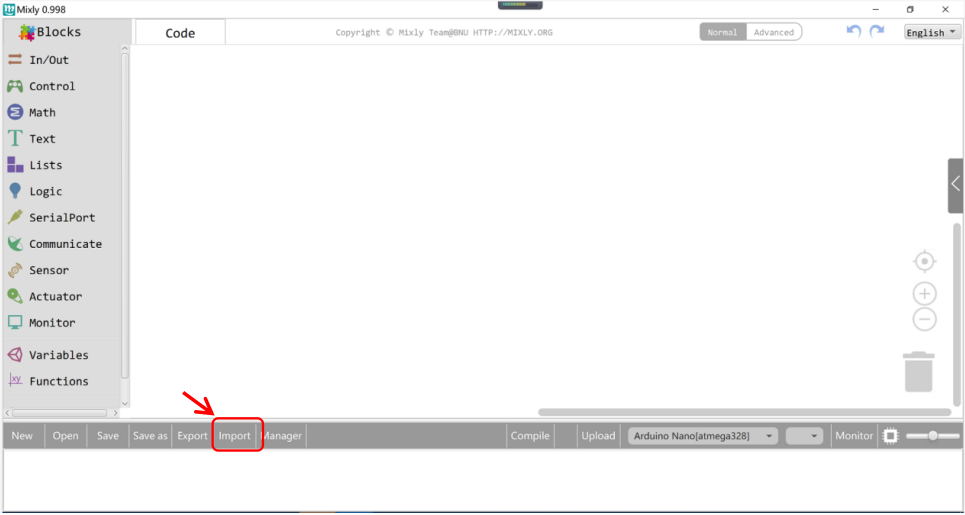 Mixly 0.998
Blocks
Code
Copyright © Mixly Team@BNU HTTP://MIXLY.ORG
Normal
Advanced
English
In/Out
Control
Math
Text
Lists
Logic
SerialPort
Communicate
Sensor
Actuator
Monitor
Variables
xy
Functions
New
Open
Save
Save as
Export
Import
Manager
Compile
Upload
Arduino Nano[atmega328]
Monitor